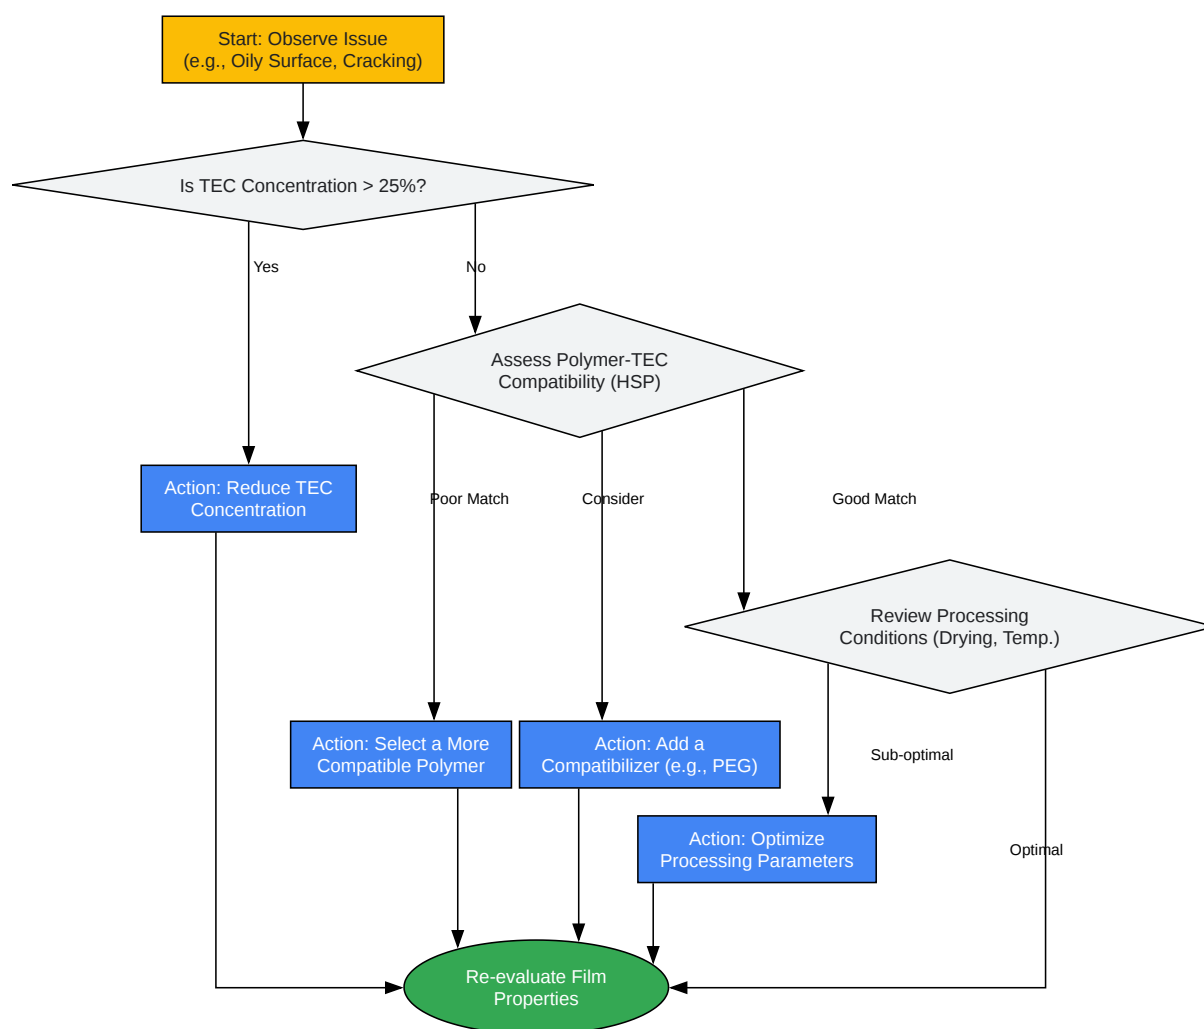 Start: Observe Issue
(e.g., Oily Surface, Cracking)
Is TEC Concentration > 25%?
Yes
No
Assess Polymer-TEC
Compatibility (HSP)
Action: Reduce TEC
Concentration
Poor Match
Consider
Good Match
Review Processing
Conditions (Drying, Temp.)
Action: Select a More
Compatible Polymer
Action: Add a
Compatibilizer (e.g., PEG)
Sub-optimal
Action: Optimize
Processing Parameters
Optimal
Re-evaluate Film
Properties